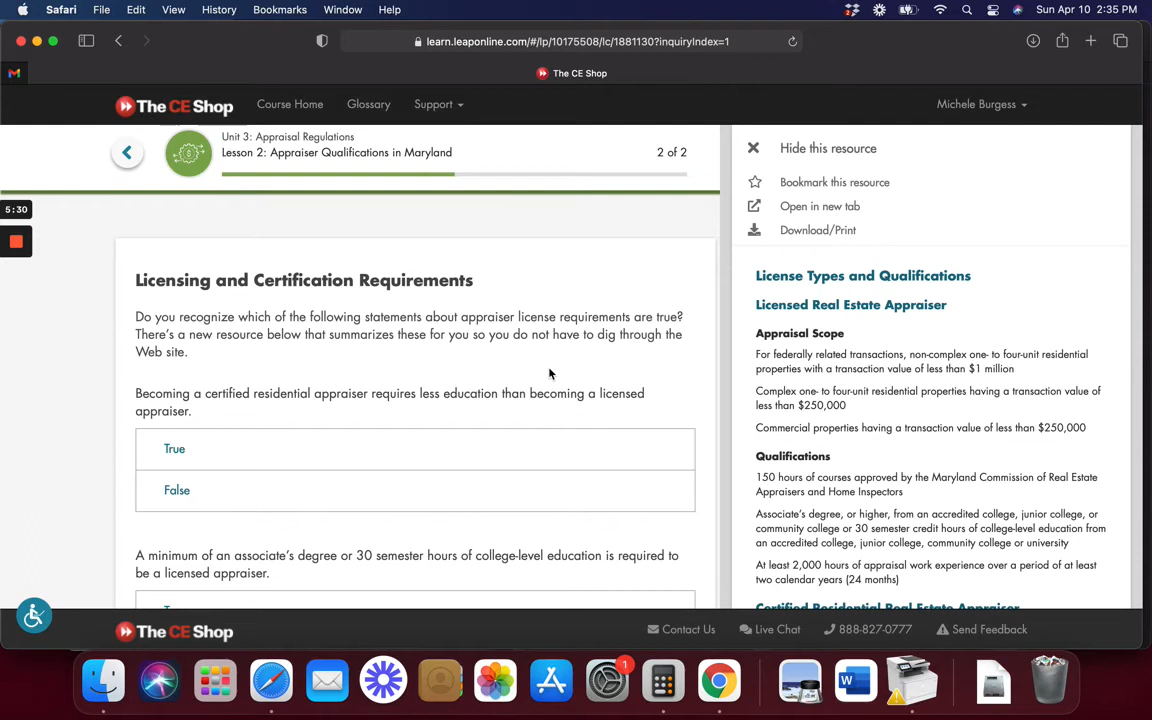 Safari File Edit View History Bookmarks Window Help
2
Sun Apr 10 2:35 PM
learn.leaponline.com/#/lp/10175508/lc/1881130?inquiryIndex=1
The CE Shop
The CE Shop
Course Home
Glossary
Support
Michele Burgess
Unit 3: Appraisal Regulations
Lesson 2: Appraiser Qualifications in Maryland
2 of 2
5:30
Licensing and Certification Requirements
Do you recognize which of the following statements about appraiser license requirements are true?
There's a new resource below that summarizes these for you so you do not have to dig through the
Web site.
Becoming a certified residential appraiser requires less education than becoming a licensed
appraiser.
True
False
A minimum of an associate's degree or 30 semester hours of college-level education is required to
be a licensed appraiser.
Hide this resource
Bookmark this resource
Open in new tab
Download/Print
License Types and Qualifications
Licensed Real Estate Appraiser
Appraisal Scope
For federally related transactions, non-complex one- to four-unit residential
properties with a transaction value of less than $1 million
Complex one- to four-unit residential properties having a transaction value of
less than $250,000
Commercial properties having a transaction value of less than $250,000
Qualifications
150 hours of courses approved by the Maryland Commission of Real Estate
Appraisers and Home Inspectors
Associate's degree, or higher, from an accredited college, junior college, or
community college or 30 semester credit hours of college-level education from
an accredited college, junior college, community college or university
At least 2,000 hours of appraisal work experience over a period of at least
two calendar years (24 months)
Certified Residential Real Estate Appraiser
The CE Shop
Contact Us
Live Chat
888-827-0777
Send Feedback
1